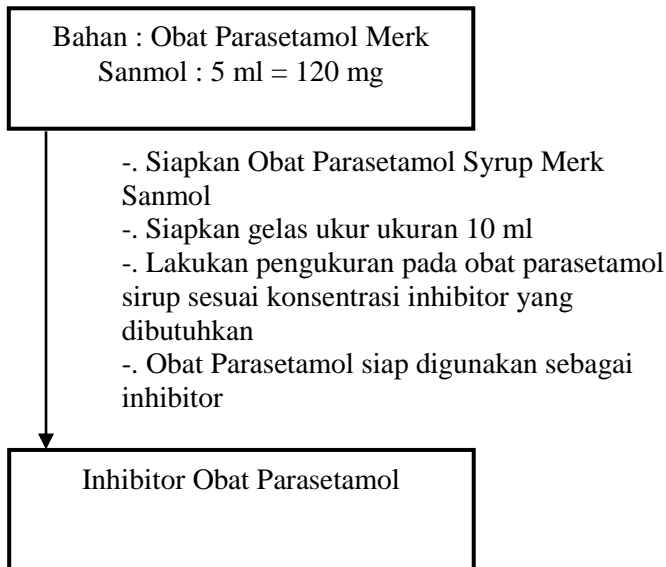 Bahan : Obat Parasetamol Merk
Sanmol : 5 ml = 120 mg
-. Siapkan Obat Parasetamol Syrup Merk
Sanmol
-. Siapkan gelas ukur ukuran 10 ml
-. Lakukan pengukuran pada obat parasetamol
sirup sesuai konsentrasi inhibitor yang
dibutuhkan
-. Obat Parasetamol siap digunakan sebagai
inhibitor
Inhibitor Obat Parasetamol